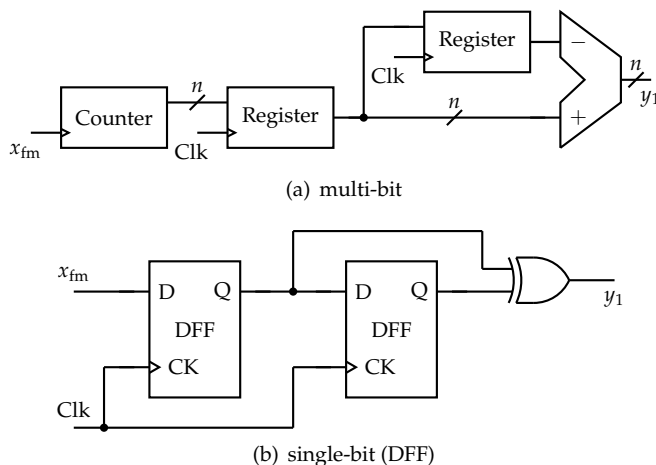 Register
−
Clk
n
n
y1
Counter
Register
n
+
xfm
Clk
(a) multi-bit
xfm
D
Q
D
Q
y1
DFF
DFF
CK
CK
Clk
(b) single-bit (DFF)